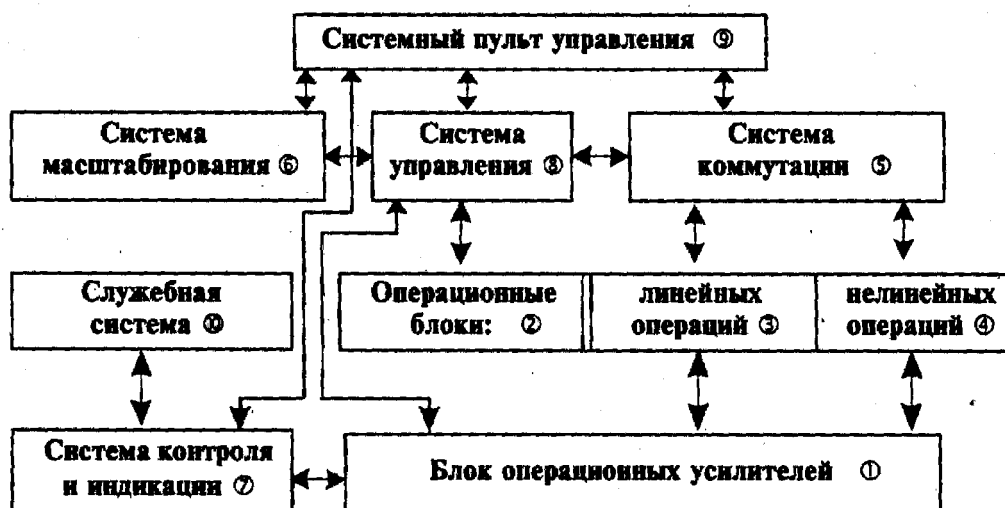 Системный пульт управления ⑨
Система
масштабирования ⑥
Система
управления ⑧
Система
коммутации ⑤
Служебная
система ⑩
Операционные
блоки: ②
линейных
операций ③
нелинейных
операций ④
Система контроля
и индикации ⑦
Блок операционных усилителей ①